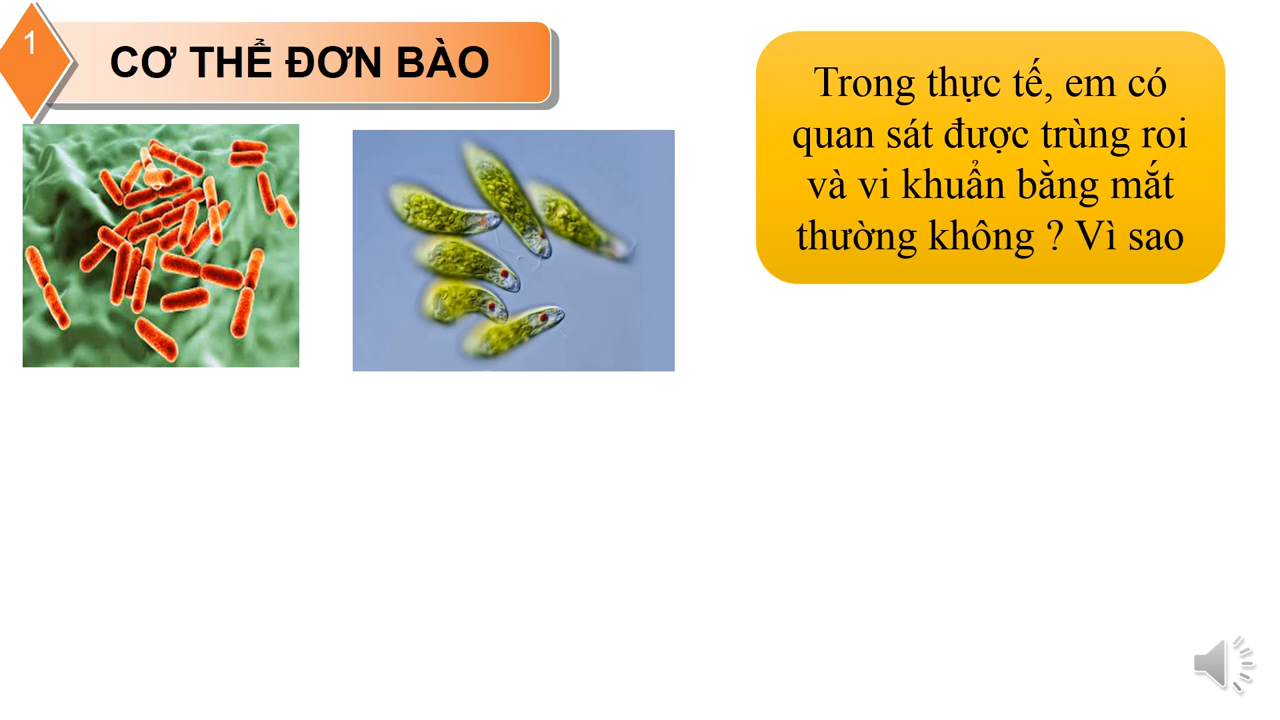 1
CƠ THỂ ĐƠN BÀO
Trong thực tế, em có
quan sát được trùng roi
và vi khuẩn bằng mắt
thường không ? Vì sao